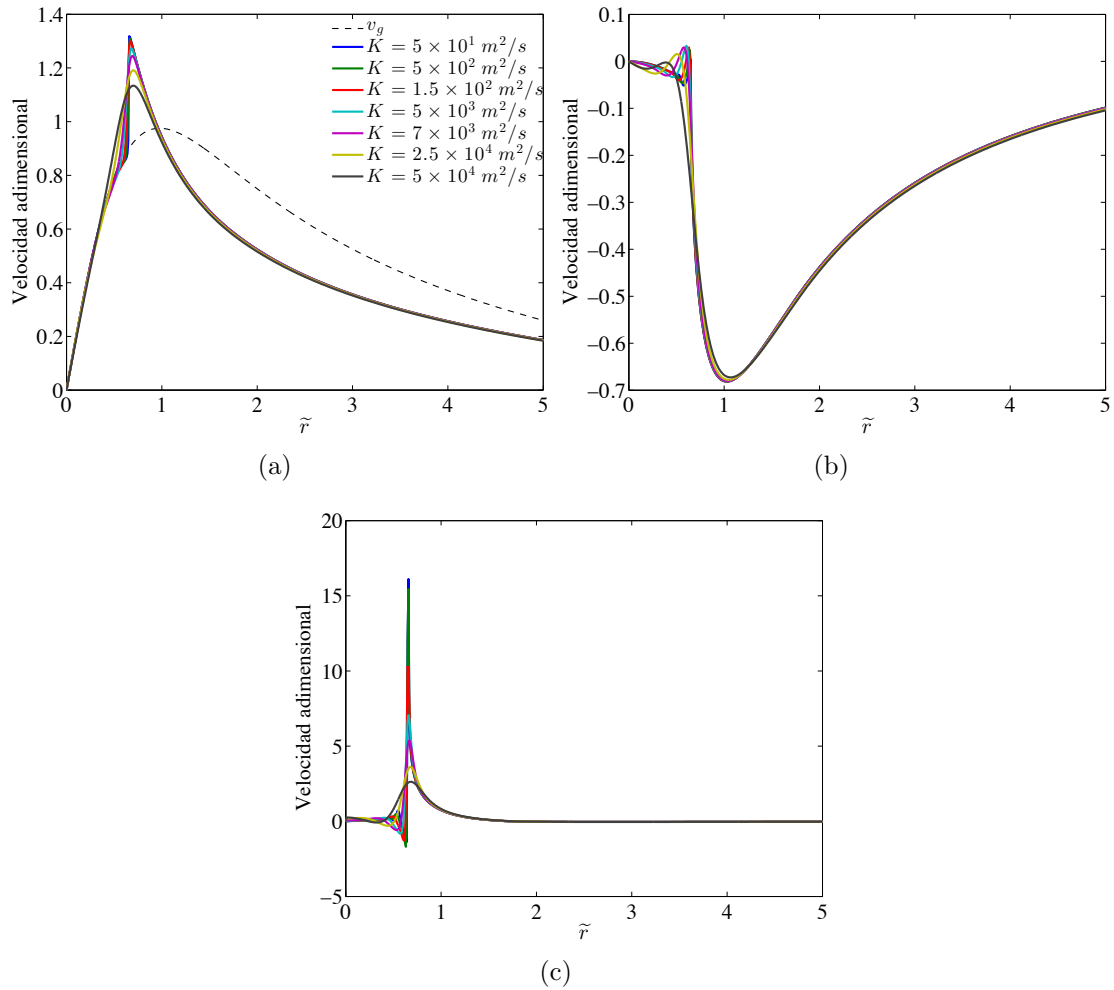 1.4
1.2
1
0.8
0.6
0.4
0.2
0
Velocidad adimensional
v_g
K = 5 × 10^1 m^2/s
K = 5 × 10^2 m^2/s
K = 1.5 × 10^2 m^2/s
K = 5 × 10^3 m^2/s
K = 7 × 10^3 m^2/s
K = 2.5 × 10^4 m^2/s
K = 5 × 10^4 m^2/s
0 1 2 3 4 5
r̃
(a)
0.1
0
−0.1
−0.2
−0.3
−0.4
−0.5
−0.6
−0.7
Velocidad adimensional
0 1 2 3 4 5
r̃
(b)
20
15
10
5
0
−5
Velocidad adimensional
0 1 2 3 4 5
r̃
(c)